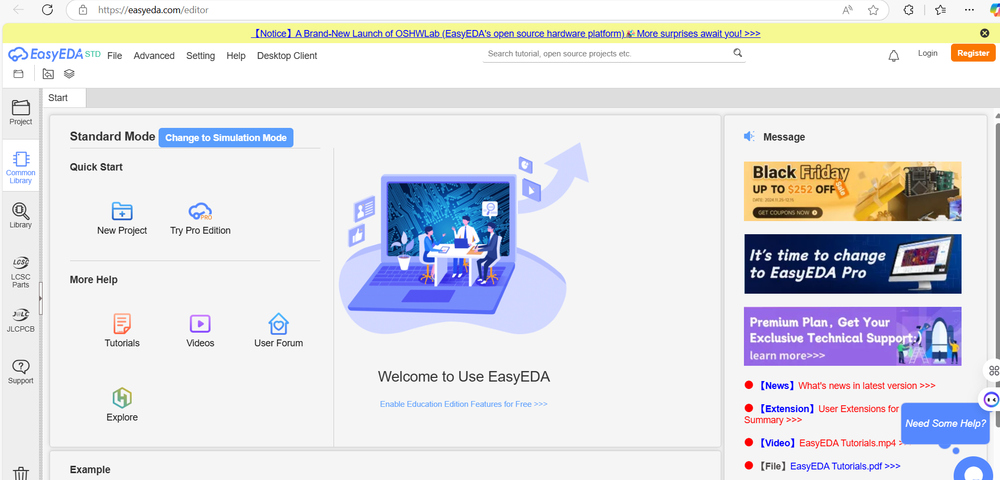 https://easyeda.com/editor
【Notice】A Brand-New Launch of OSHWLab (EasyEDA's open source hardware platform)🎉 More surprises await you! >>>
EasyEDA STD File Advanced Setting Help Desktop Client
Search tutorial, open source projects etc.
Login
Register
Start
Project
Common
Library
Library
LCSC
LCSC
Parts
J@LC
JLCPCB
Support
Standard Mode
Change to Simulation Mode
Quick Start
New Project
PRO
Try Pro Edition
More Help
Tutorials
Videos
User Forum
Explore
Welcome to Use EasyEDA
Enable Education Edition Features for Free >>>
Example
Message
Black Friday
UP TO $252 OFF
Sale
DATE: 2024.11.25-12.15
GET COUPONS NOW
It's time to change
to EasyEDA Pro
Premium Plan, Get Your
Exclusive Technical Support:)
learn more>>>
【News】What's news in latest version >>>
【Extension】User Extensions for
Summary >>>
【Video】EasyEDA Tutorials.mp4 >
【File】EasyEDA Tutorials.pdf >>>
Need Some Help?